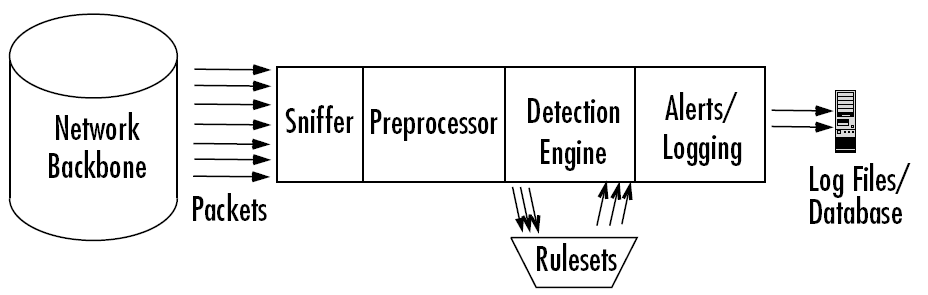 Network
Backbone
Packets
Sniffer
Preprocessor
Detection
Engine
Alerts/
Logging
Rulesets
Log Files/
Database